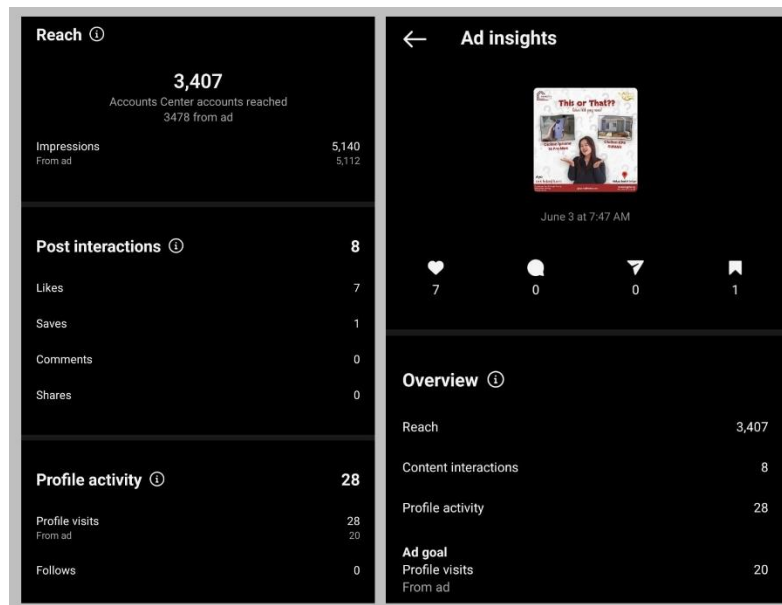 Reach
3,407
Accounts Center accounts reached
3478 from ad
Impressions 5,140
From ad 5,112
Post interactions 8
Likes 7
Saves 1
Comments 0
Shares 0
Profile activity 28
Profile visits 28
From ad 20
Follows 0
Ad insights
This or That??
June 3 at 7:47 AM
7 0 0 1
Overview
Reach 3,407
Content interactions 8
Profile activity 28
Ad goal
Profile visits 20
From ad